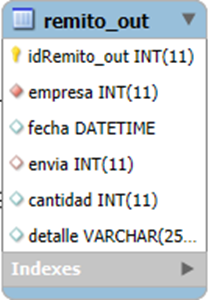 remito_out
idRemito_out INT(11)
empresa INT(11)
fecha DATETIME
envia INT(11)
cantidad INT(11)
detalle VARCHAR(25...
Indexes